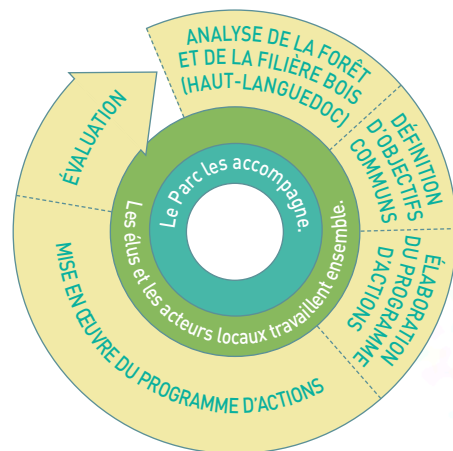 ANALYSE DE LA FORÊT
ET DE LA FILIÈRE BOIS
(HAUT-LANGUEDOC)
DÉFINITION
D'OBJECTIFS
COMMUNS
ÉLABORATION
DU PROGRAMME
D'ACTIONS
MISE EN ŒUVRE DU PROGRAMME D'ACTIONS
ÉVALUATION
Les élus et les acteurs locaux travaillent ensemble.
Le Parc les accompagne.